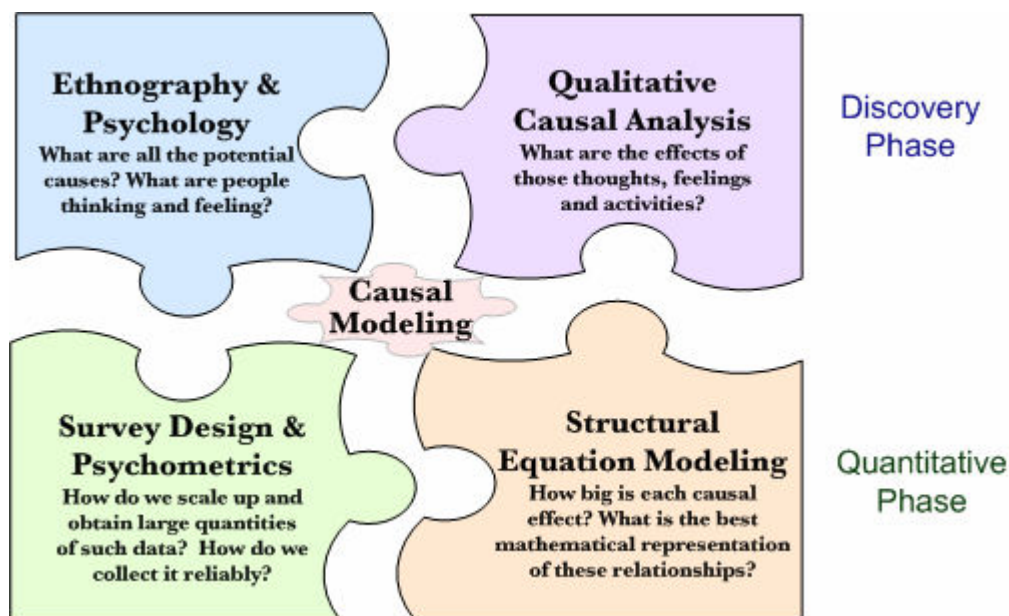 Ethnography &
Psychology
What are all the potential
causes? What are people
thinking and feeling?
Qualitative
Causal Analysis
What are the effects of
those thoughts, feelings
and activities?
Discovery
Phase
Causal
Modeling
Survey Design &
Psychometrics
How do we scale up and
obtain large quantities
of such data?  How do we
collect it reliably?
Structural
Equation Modeling
How big is each causal
effect? What is the best
mathematical representation
of these relationships?
Quantitative
Phase